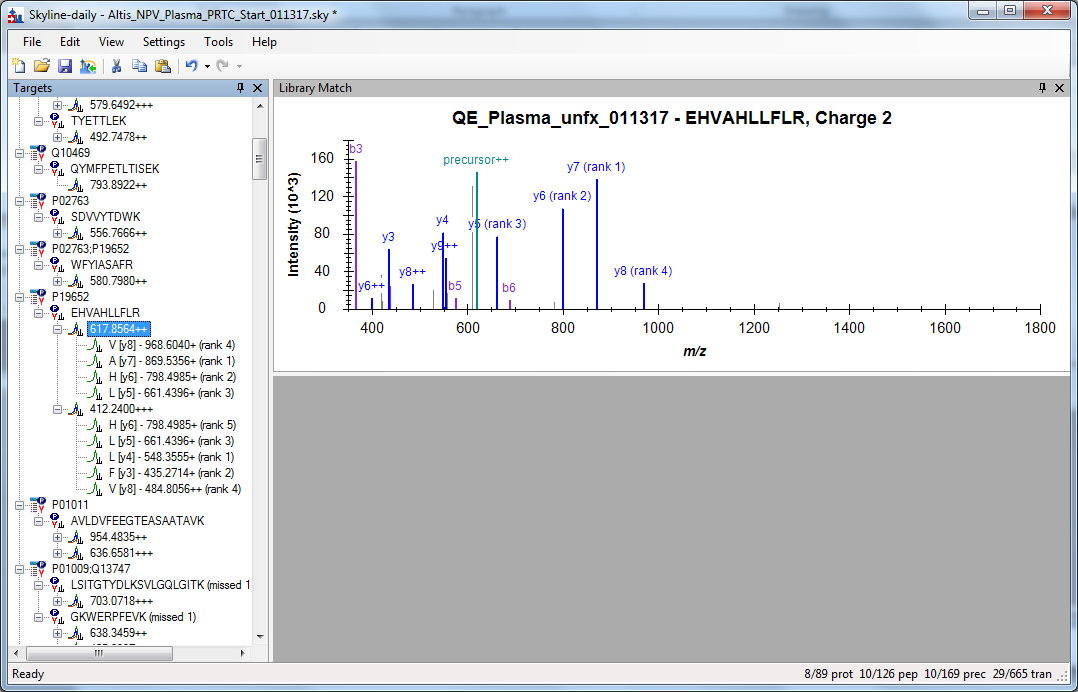 Skyline-daily - Altis_NPV_Plasma_PRTC_Start_011317.sky *
File Edit View Settings Tools Help
Targets
579.6492+++
TYETTLEK
492.7478++
Q10469
QYMFPETLTISEK
793.8922++
P02763
SDVVYTDWK
556.7666++
P02763;P19652
WFYIASAFR
580.7980++
P19652
EHVAHLLFLR
617.8564++
V [y8] - 968.6040+ (rank 4)
A [y7] - 869.5356+ (rank 1)
H [y6] - 798.4985+ (rank 2)
L [y5] - 661.4396+ (rank 3)
412.2400+++
H [y6] - 798.4985+ (rank 5)
L [y5] - 661.4396+ (rank 3)
L [y4] - 548.3555+ (rank 1)
F [y3] - 435.2714+ (rank 2)
V [y8] - 484.8056++ (rank 4)
P01011
AVLDVFEEGTEASAATAVK
954.4835++
636.6581+++
P01009;Q13747
LSITGTYDLKSVLGQLGITK (missed 1
703.0718+++
GKWERPFEVK (missed 1)
638.3459++
Library Match
QE_Plasma_unfx_011317 - EHVAHLLFLR, Charge 2
Intensity (10^3)
160
120
80
40
0
b3
precursor++
y7 (rank 1)
y6 (rank 2)
y4
y5 (rank 3)
y3
y9++
y8++
y8 (rank 4)
y6++
b5
b6
400 600 800 1000 1200 1400 1600 1800
m/z
Ready
8/89 prot 10/126 pep 10/169 prec 29/665 tran